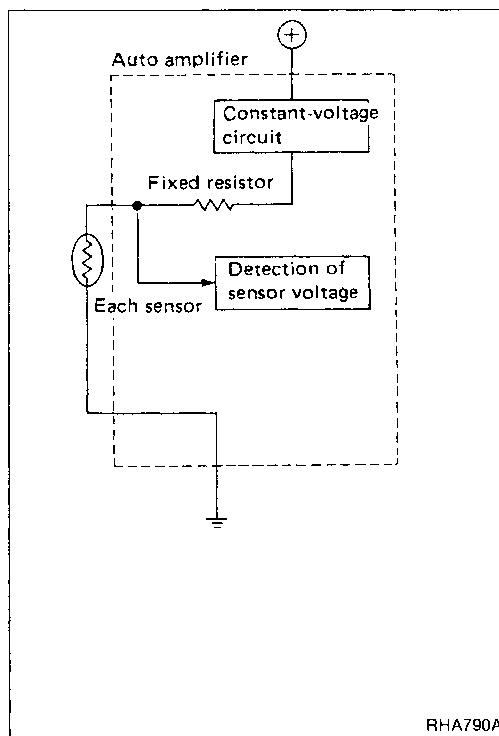 Auto amplifier
Constant-voltage
circuit
Fixed resistor
Detection of
sensor voltage
Each sensor
RHA790A